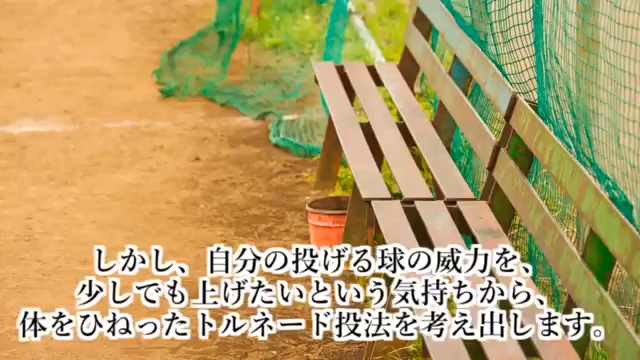 しかし、自分の投げる球の威力を、
少しでも上げたいという気持ちから、
体をひねったトルネード投法を考え出します。